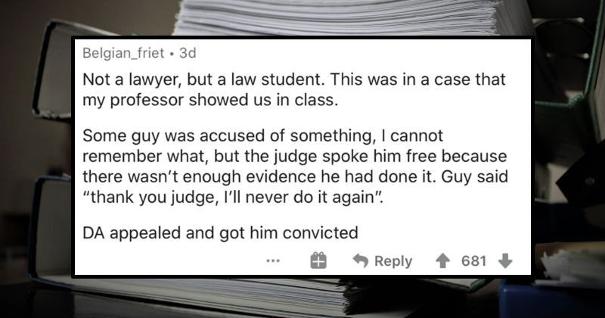 Belgian_friet • 3d
Not a lawyer, but a law student. This was in a case that
my professor showed us in class.
Some guy was accused of something, I cannot
remember what, but the judge spoke him free because
there wasn't enough evidence he had done it. Guy said
"thank you judge, I'll never do it again".
DA appealed and got him convicted
... Reply 681